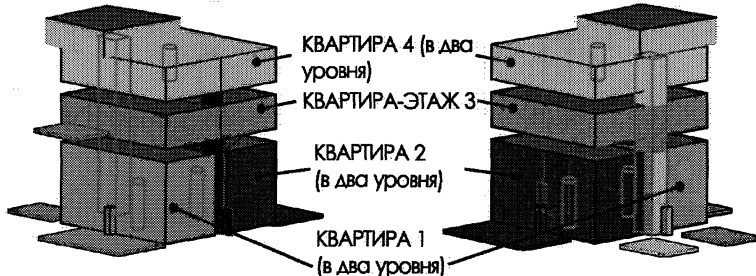 КВАРТИРА 4 (в два
уровня)
КВАРТИРА-ЭТАЖ 3
КВАРТИРА 2
(в два уровня)
КВАРТИРА 1
(в два уровня)